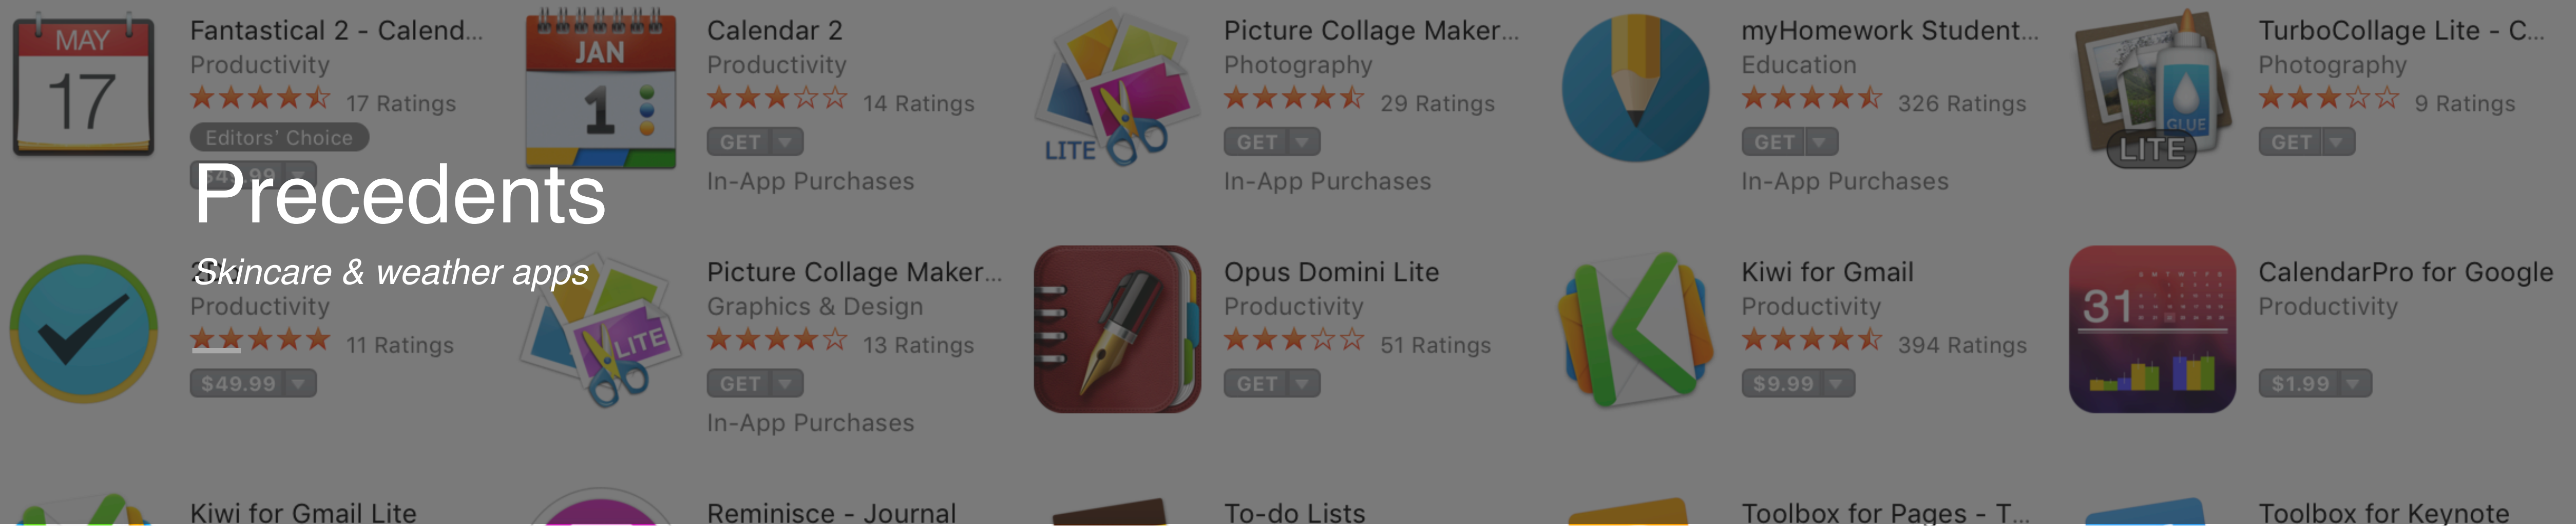 MAY
17
Fantastical 2 - Calend...
Productivity
17 Ratings
Editors' Choice
JAN
1
Calendar 2
Productivity
14 Ratings
GET
In-App Purchases
LITE
Picture Collage Maker...
Photography
29 Ratings
GET
In-App Purchases
myHomework Student...
Education
326 Ratings
GET
In-App Purchases
GLUE
LITE
TurboCollage Lite - C...
Photography
9 Ratings
GET
Precedents
Skincare & weather apps
Productivity
11 Ratings
$49.99
LITE
Picture Collage Maker...
Graphics & Design
13 Ratings
GET
In-App Purchases
Opus Domini Lite
Productivity
51 Ratings
GET
Kiwi for Gmail
Productivity
394 Ratings
$9.99
31
CalendarPro for Google
Productivity
$1.99
Kiwi for Gmail Lite
Reminisce - Journal
To-do Lists
Toolbox for Pages - T...
Toolbox for Keynote